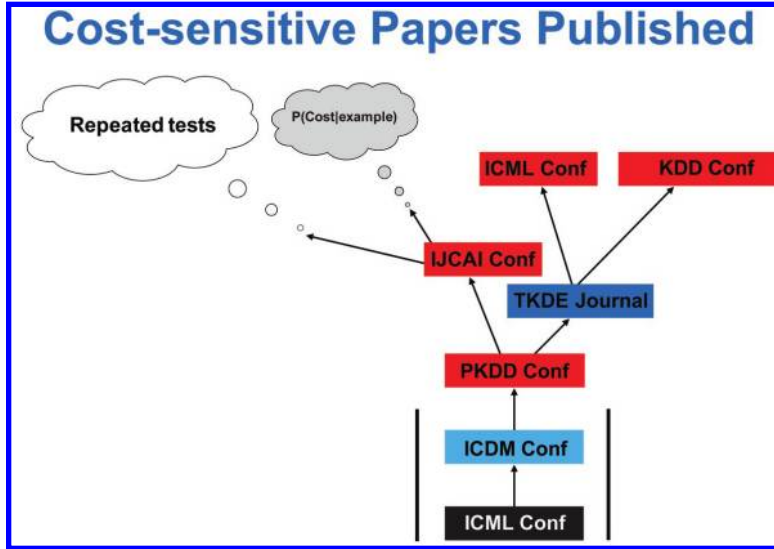 Cost-sensitive Papers Published
Repeated tests
P(Cost|example)
ICML Conf
KDD Conf
IJCAI Conf
TKDE Journal
PKDD Conf
ICDM Conf
ICML Conf